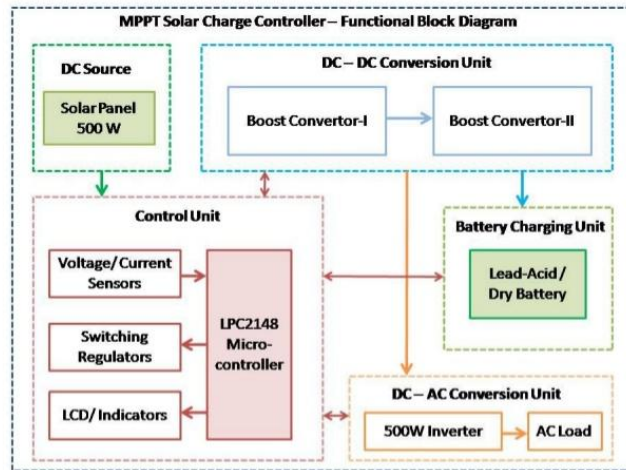 MPPT Solar Charge Controller – Functional Block Diagram
DC Source
Solar Panel
500 W
DC – DC Conversion Unit
Boost Convertor-I
Boost Convertor-II
Control Unit
Voltage/ Current
Sensors
Switching
Regulators
LCD/ Indicators
LPC2148
Micro-
controller
Battery Charging Unit
Lead-Acid /
Dry Battery
DC – AC Conversion Unit
500W Inverter
AC Load